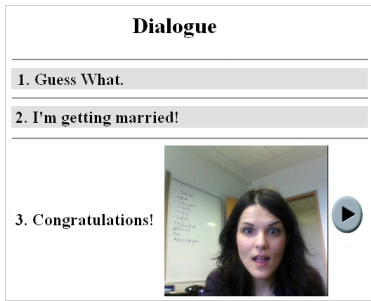 Dialogue
1. Guess What.
2. I'm getting married!
3. Congratulations!